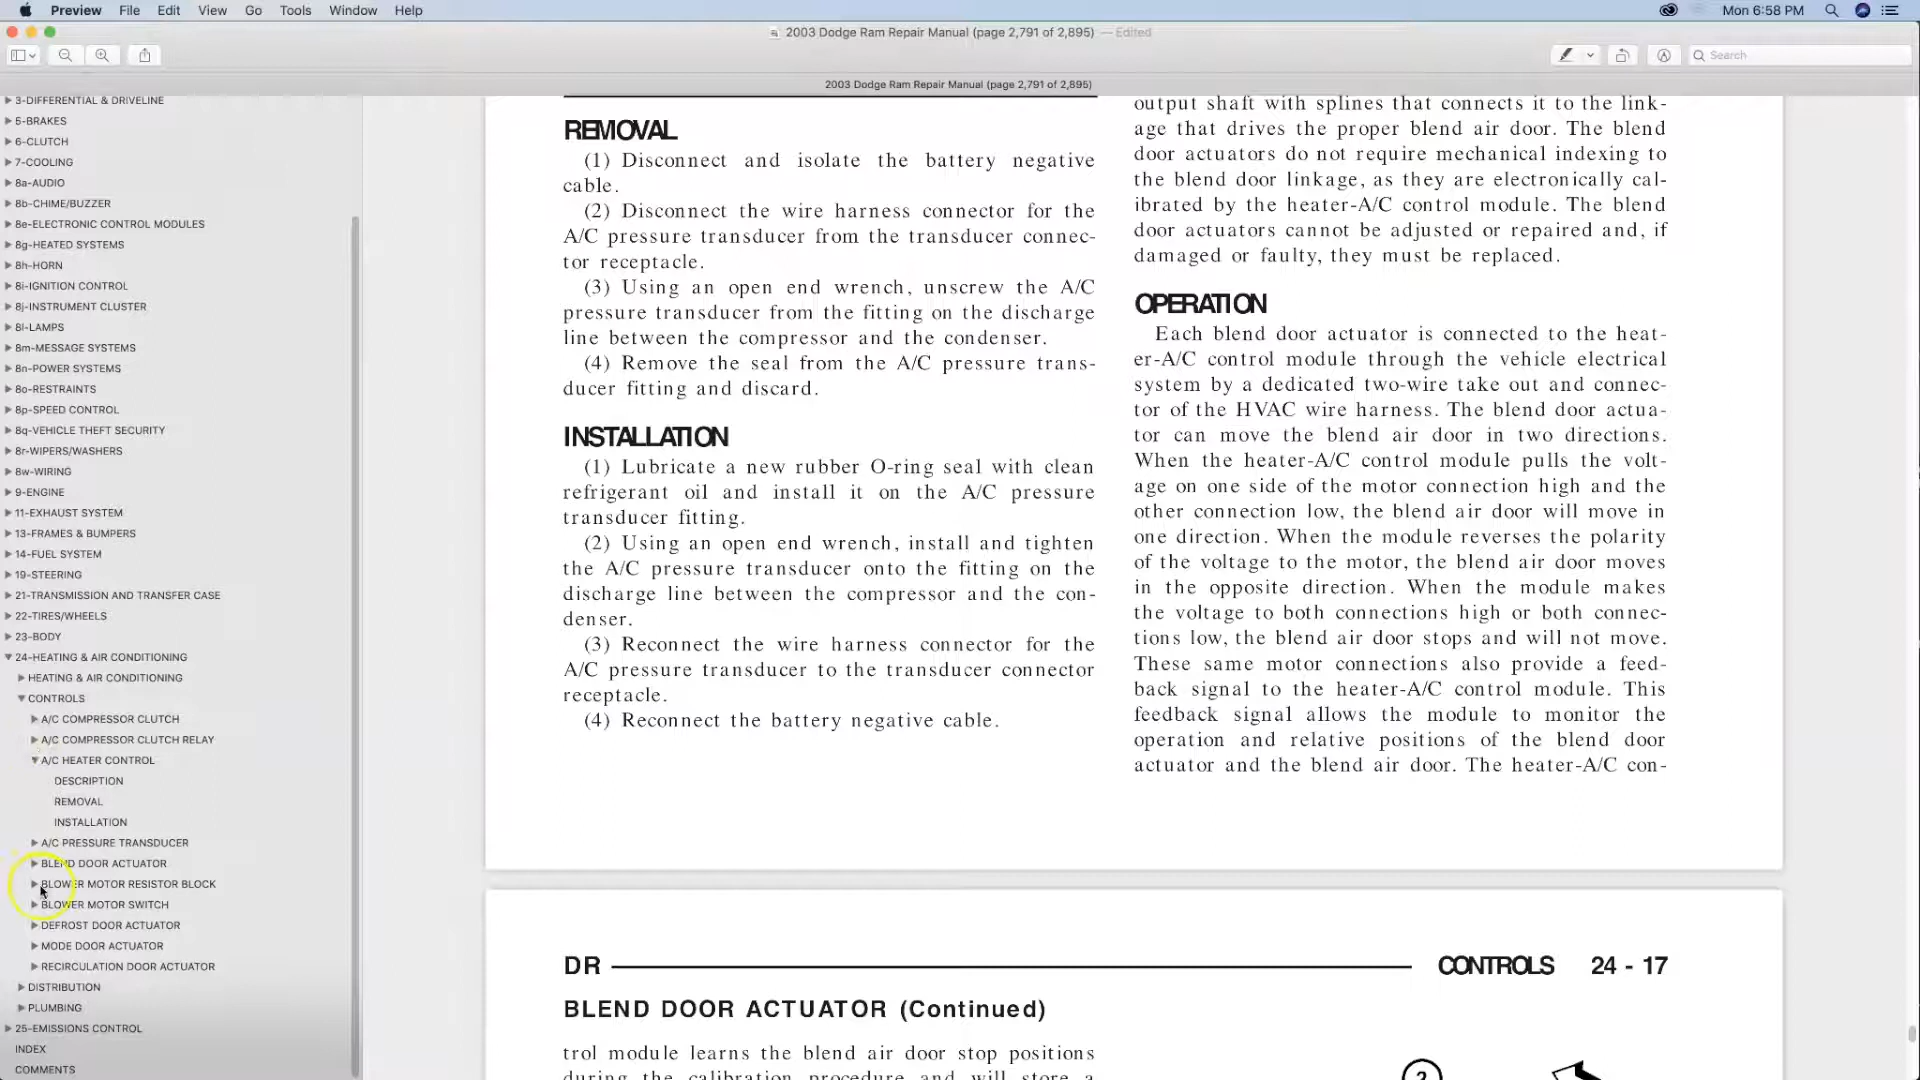 Preview File Edit View Go Tools Window Help
Mon 6:58 PM
2003 Dodge Ram Repair Manual (page 2,791 of 2,895) — Edited
Search
2003 Dodge Ram Repair Manual (page 2,791 of 2,895)
3-DIFFERENTIAL & DRIVELINE
5-BRAKES
6-CLUTCH
7-COOLING
8a-AUDIO
8b-CHIME/BUZZER
8e-ELECTRONIC CONTROL MODULES
8g-HEATED SYSTEMS
8h-HORN
8i-IGNITION CONTROL
8j-INSTRUMENT CLUSTER
8l-LAMPS
8m-MESSAGE SYSTEMS
8n-POWER SYSTEMS
8o-RESTRAINTS
8p-SPEED CONTROL
8q-VEHICLE THEFT SECURITY
8r-WIPERS/WASHERS
8w-WIRING
9-ENGINE
11-EXHAUST SYSTEM
13-FRAMES & BUMPERS
14-FUEL SYSTEM
19-STEERING
21-TRANSMISSION AND TRANSFER CASE
22-TIRES/WHEELS
23-BODY
24-HEATING & AIR CONDITIONING
HEATING & AIR CONDITIONING
CONTROLS
A/C COMPRESSOR CLUTCH
A/C COMPRESSOR CLUTCH RELAY
A/C HEATER CONTROL
DESCRIPTION
REMOVAL
INSTALLATION
A/C PRESSURE TRANSDUCER
BLEND DOOR ACTUATOR
BLOWER MOTOR RESISTOR BLOCK
BLOWER MOTOR SWITCH
DEFROST DOOR ACTUATOR
MODE DOOR ACTUATOR
RECIRCULATION DOOR ACTUATOR
DISTRIBUTION
PLUMBING
25-EMISSIONS CONTROL
INDEX
COMMENTS
REMOVAL
(1) Disconnect and isolate the battery negative
cable.
(2) Disconnect the wire harness connector for the
A/C pressure transducer from the transducer connec-
tor receptacle.
(3) Using an open end wrench, unscrew the A/C
pressure transducer from the fitting on the discharge
line between the compressor and the condenser.
(4) Remove the seal from the A/C pressure trans-
ducer fitting and discard.
INSTALLATION
(1) Lubricate a new rubber O-ring seal with clean
refrigerant oil and install it on the A/C pressure
transducer fitting.
(2) Using an open end wrench, install and tighten
the A/C pressure transducer onto the fitting on the
discharge line between the compressor and the con-
denser.
(3) Reconnect the wire harness connector for the
A/C pressure transducer to the transducer connector
receptacle.
(4) Reconnect the battery negative cable.
output shaft with splines that connects it to the link-
age that drives the proper blend air door. The blend
door actuators do not require mechanical indexing to
the blend door linkage, as they are electronically cal-
ibrated by the heater-A/C control module. The blend
door actuators cannot be adjusted or repaired and, if
damaged or faulty, they must be replaced.
OPERATION
Each blend door actuator is connected to the heat-
er-A/C control module through the vehicle electrical
system by a dedicated two-wire take out and connec-
tor of the HVAC wire harness. The blend door actua-
tor can move the blend air door in two directions.
When the heater-A/C control module pulls the volt-
age on one side of the motor connection high and the
other connection low, the blend air door will move in
one direction. When the module reverses the polarity
of the voltage to the motor, the blend air door moves
in the opposite direction. When the module makes
the voltage to both connections high or both connec-
tions low, the blend air door stops and will not move.
These same motor connections also provide a feed-
back signal to the heater-A/C control module. This
feedback signal allows the module to monitor the
operation and relative positions of the blend door
actuator and the blend air door. The heater-A/C con-
DR CONTROLS 24 - 17
BLEND DOOR ACTUATOR (Continued)
trol module learns the blend air door stop positions
during the calibration procedure and will store a
2